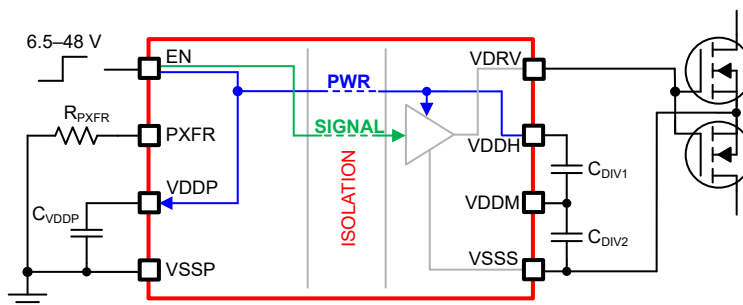 6.5–48 V
EN
VDRV
PWR
RPXFR
PXFR
SIGNAL
VDDH
ISOLATION
CDIV1
VDDP
VDDM
CVDDP
CDIV2
VSSP
VSSS